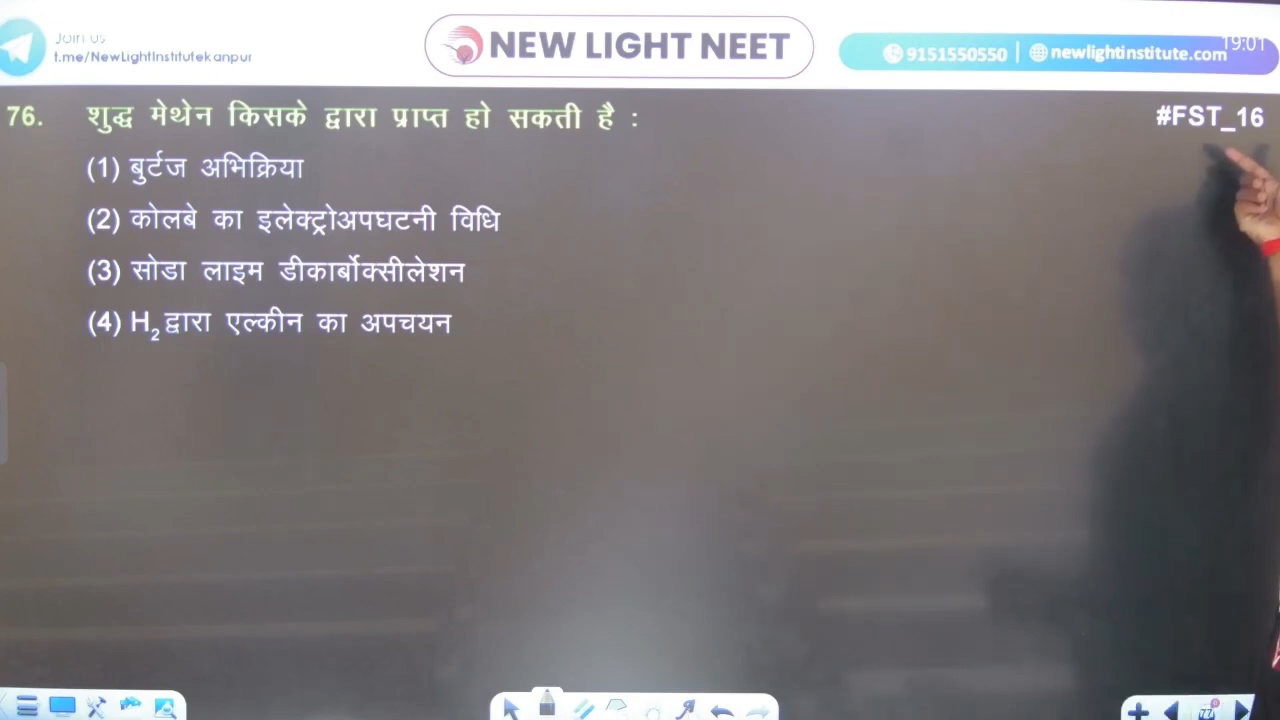 Join us
t.me/NewLightInstitutekanpur
NEW LIGHT NEET
9151550550 | newlightinstitute.com
19:01
76. शुद्ध मेथेन किसके द्वारा प्राप्त हो सकती है :
#FST_16
(1) बुर्टज अभिक्रिया
(2) कोलबे का इलेक्ट्रोअपघटनी विधि
(3) सोडा लाइम डीकार्बोक्सीलेशन
(4) H₂ द्वारा एल्कीन का अपचयन